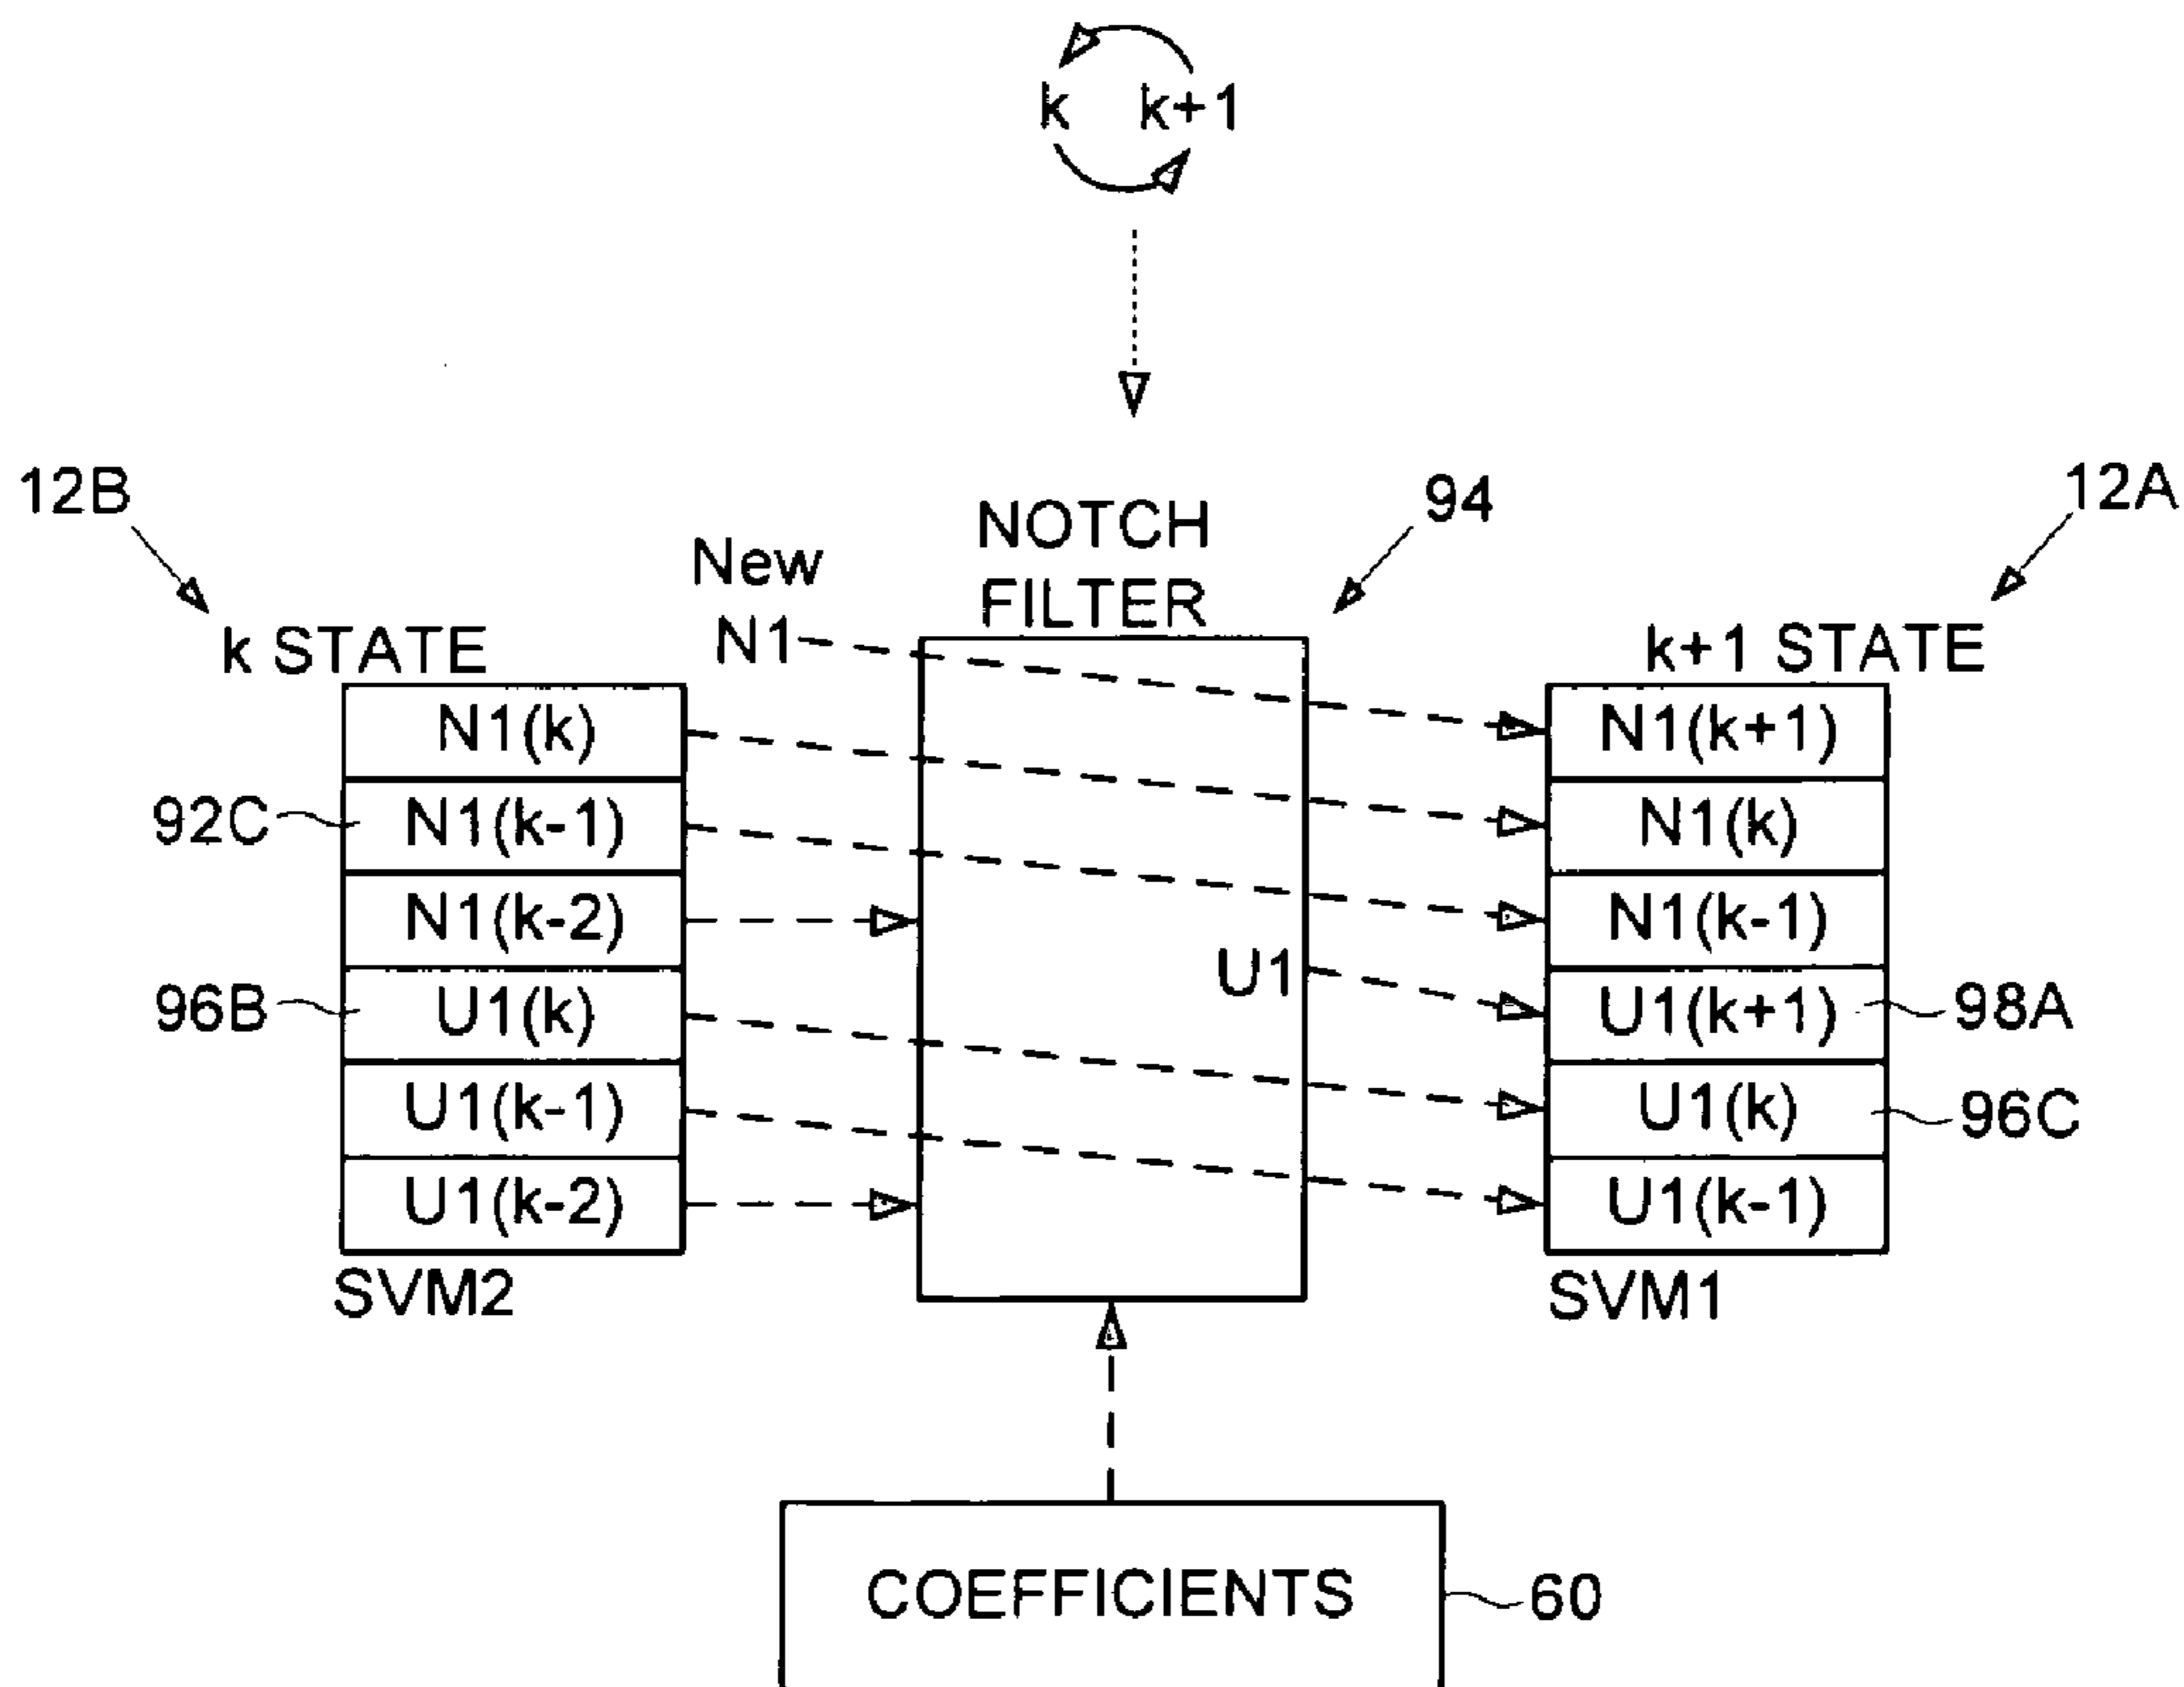 k k+1
12B
94
12A
New
N1
NOTCH
FILTER
k STATE
k+1 STATE
N1(k)
92C N1(k-1)
N1(k-2)
96B U1(k)
U1(k-1)
U1(k-2)
SVM2
U1
N1(k+1)
N1(k)
N1(k-1)
U1(k+1) 98A
U1(k) 96C
U1(k-1)
SVM1
COEFFICIENTS 60